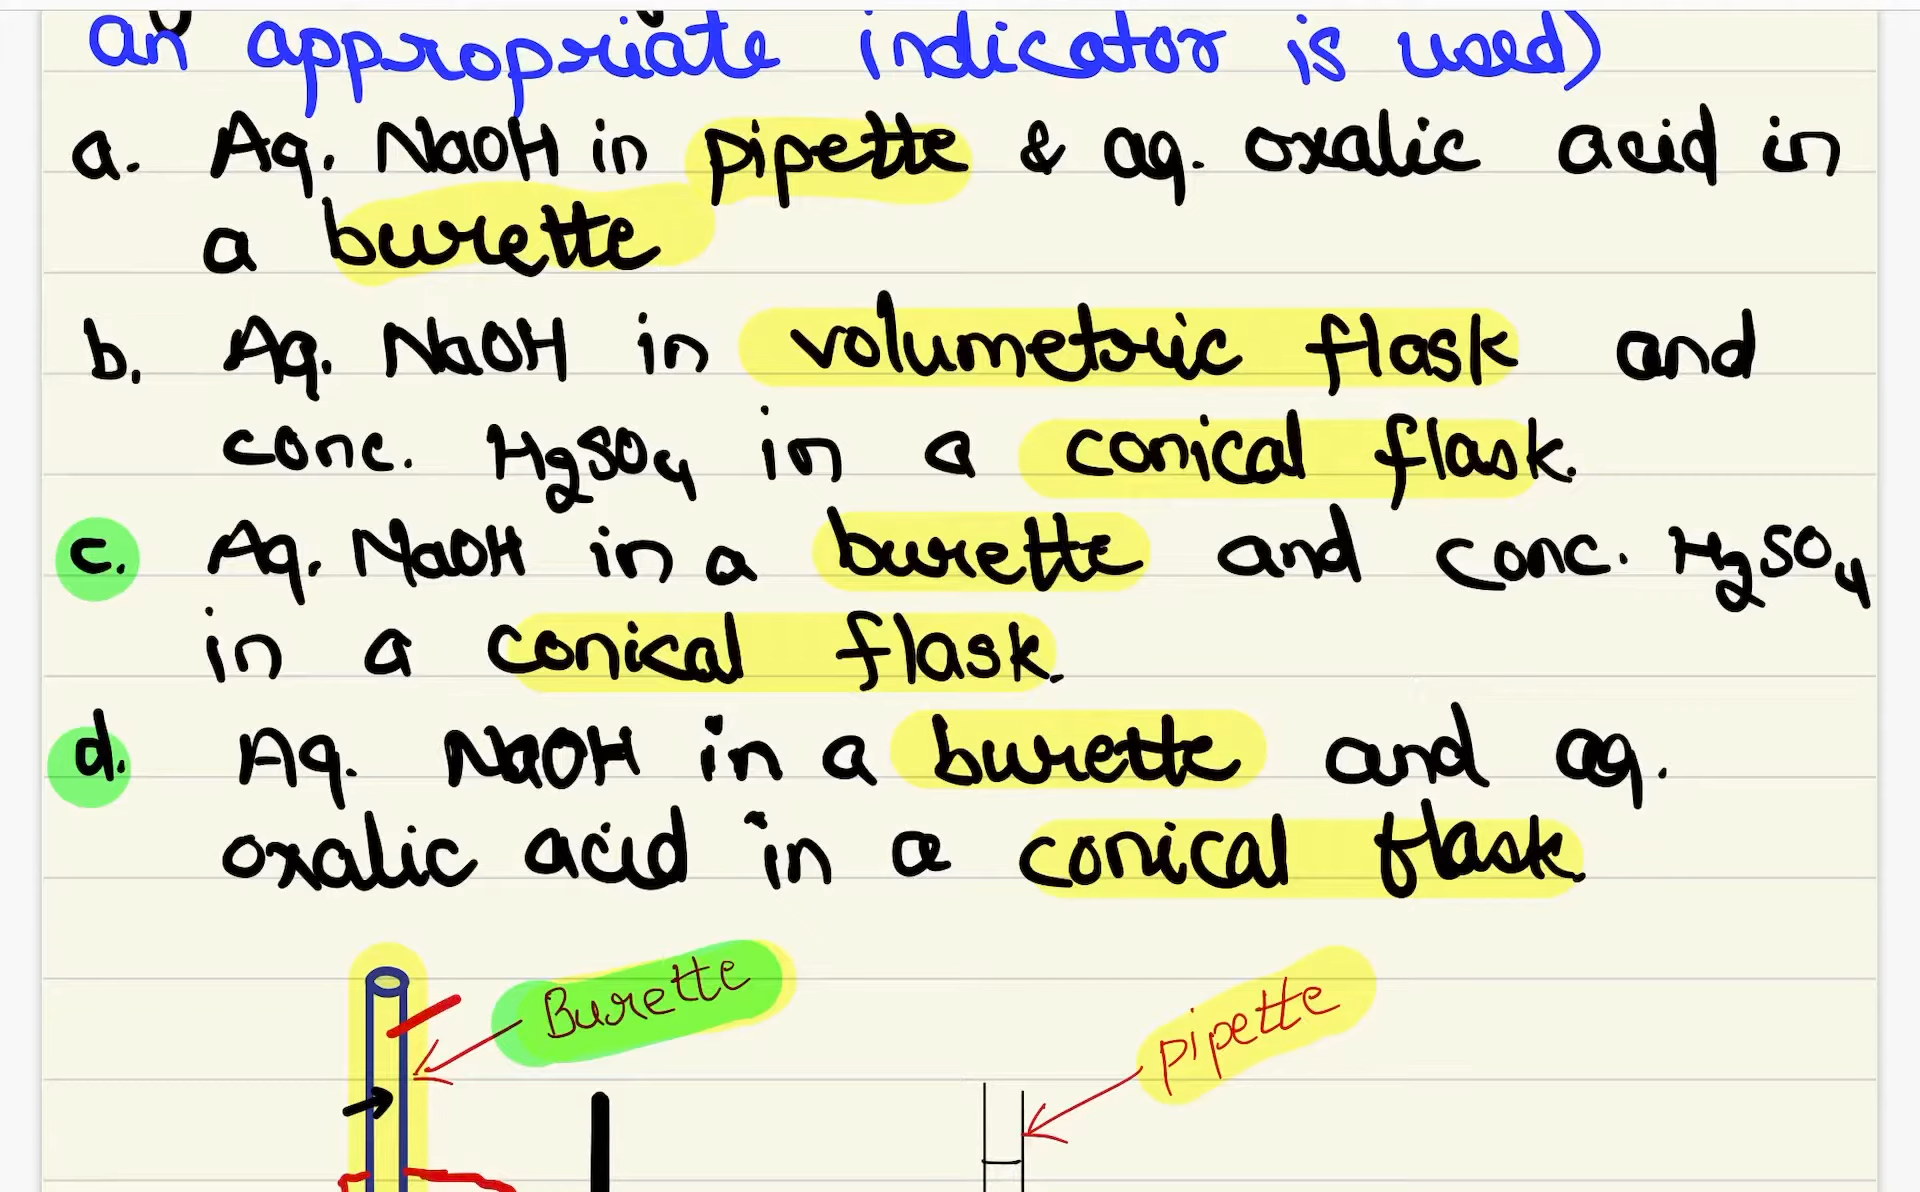 an appropriate indicator is used)
a. Aq. NaOH in pipette & aq. oxalic acid in
a burette
b. Aq. NaOH in volumetric flask and
conc. H2SO4 in a conical flask.
c. Aq. NaOH in a burette and conc. H2SO4
in a conical flask.
d. Aq. NaOH in a burette and aq.
oxalic acid in a conical flask.
Burette
pipette